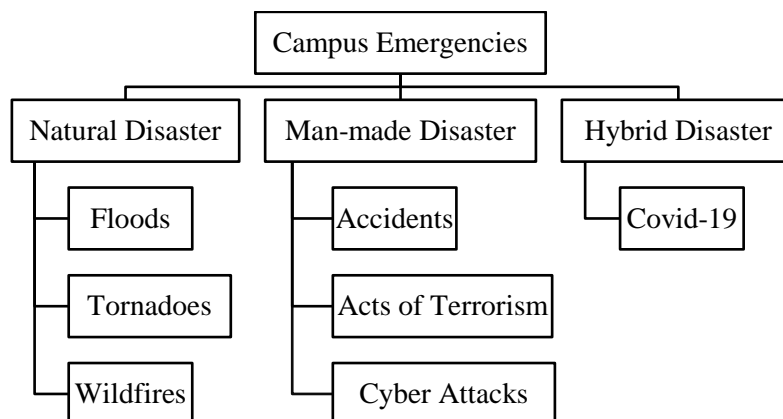 Campus Emergencies
Natural Disaster
Man-made Disaster
Hybrid Disaster
Floods
Accidents
Covid-19
Tornadoes
Acts of Terrorism
Wildfires
Cyber Attacks